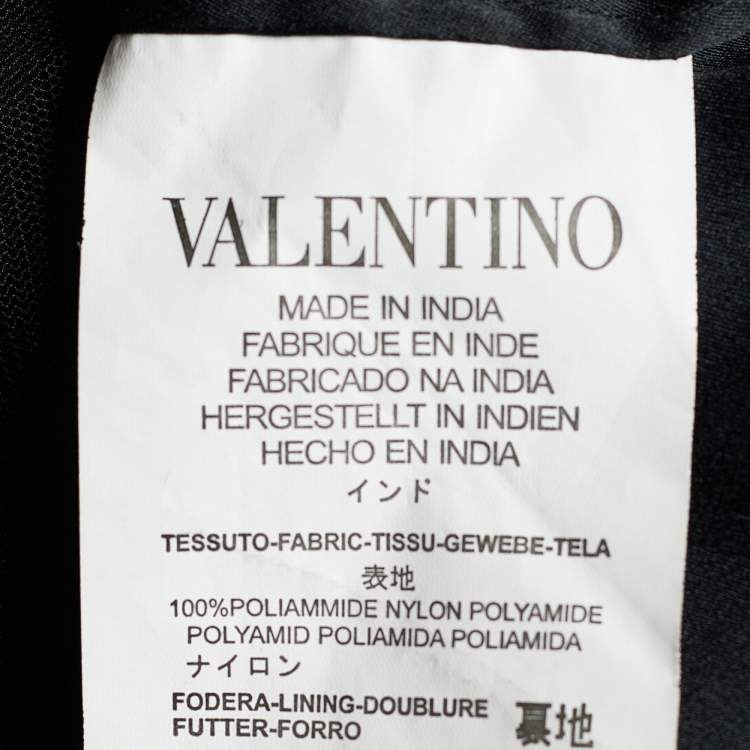 VALENTINO
MADE IN INDIA
FABRIQUE EN INDE
FABRICADO NA INDIA
HERGESTELLT IN INDIEN
HECHO EN INDIA
インド
TESSUTO-FABRIC-TISSU-GEWEBE-TELA
表地
100%POLIAMMIDE NYLON POLYAMIDE
POLYAMID POLIAMIDA POLIAMIDA
ナイロン
FODERA-LINING-DOUBLURE
FUTTER-FORRO 裏地